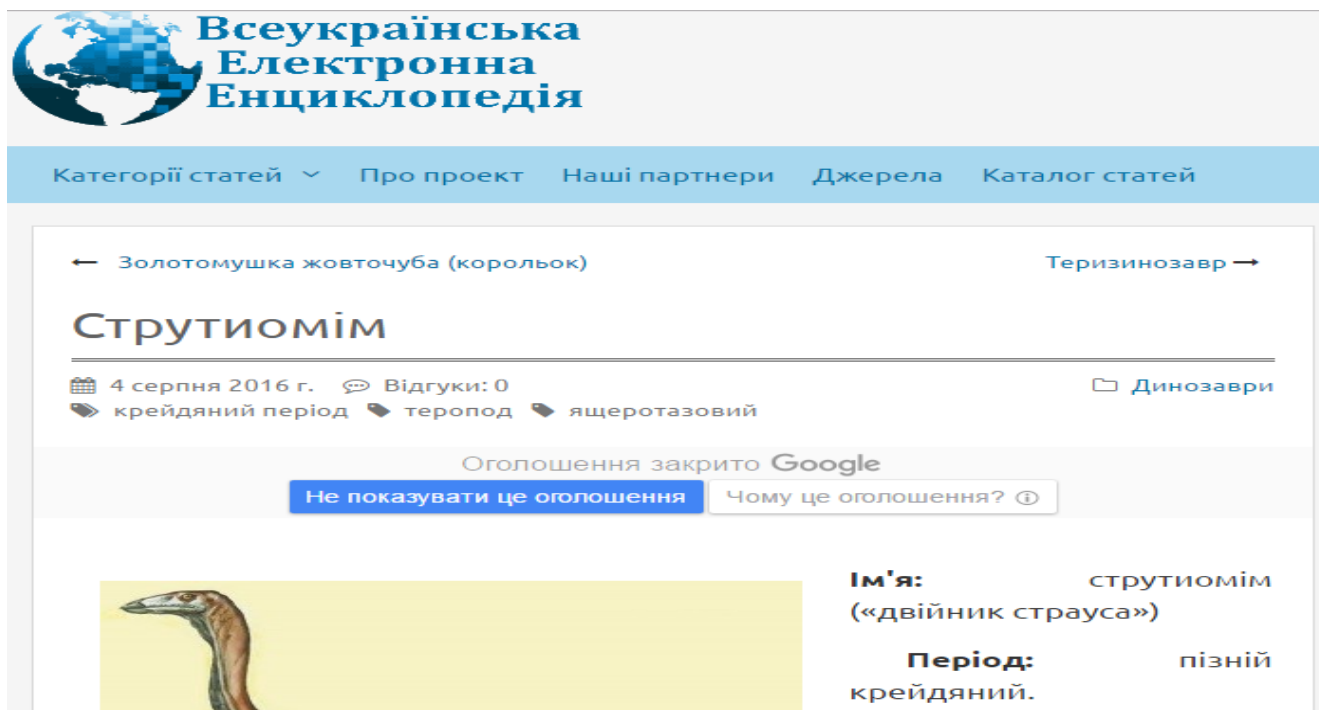 Всеукраїнська
Електронна
Енциклопедія
Категорії статей Про проект Наші партнери Джерела Каталог статей
← Золотомушка жовточуба (корольок) Теризинозавр →
Струтиомім
4 серпня 2016 г. Відгуки: 0 Динозаври
крейдяний період теропод ящеротазовий
Оголошення закрито Google
Не показувати це оголошення Чому це оголошення?
Ім'я: струтиомім
(«двійник страуса»)
Період: пізній
крейдяний.